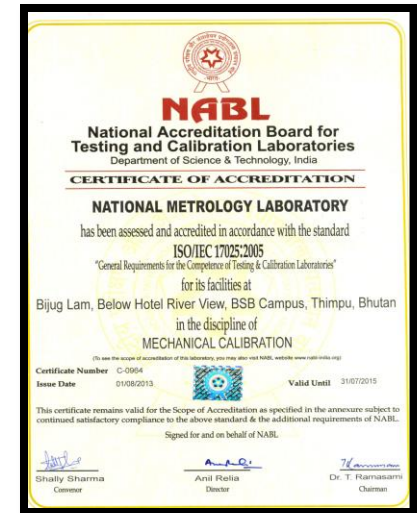 NABL
National Accreditation Board for
Testing and Calibration Laboratories
Department of Science & Technology, India
CERTIFICATE OF ACCREDITATION
NATIONAL METROLOGY LABORATORY
has been assessed and accredited in accordance with the standard
ISO/IEC 17025:2005
"General Requirements for the Competence of Testing & Calibration Laboratories"
for its facilities at
Bijug Lam, Below Hotel River View, BSB Campus, Thimpu, Bhutan
in the discipline of
MECHANICAL CALIBRATION
(To see the scope of accreditation of this laboratory, you may also visit NABL website www.nabl-india.org)
Certificate Number C-0964
Issue Date 01/08/2013 Valid Until 31/07/2015
This certificate remains valid for the Scope of Accreditation as specified in the annexure subject to
continued satisfactory compliance to the above standard & the additional requirements of NABL.
Signed for and on behalf of NABL
Shally Sharma Anil Relia Dr. T. Ramasami
Convenor Director Chairman